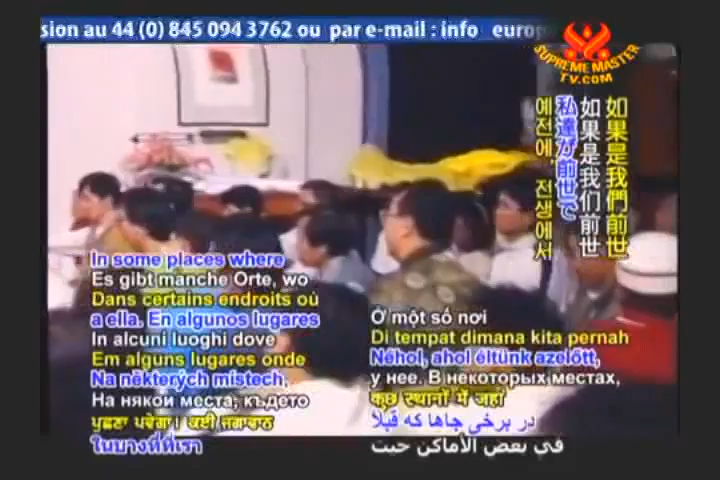 sion au 44 (0) 845 094 3762 ou par e-mail : info europ
SUPREME MASTER
TV.COM
如果是我們前世
如果是我们前世
私達が前世で
예전에, 전생에서
In some places where
Es gibt manche Orte, wo
Dans certains endroits où
a ella. En algunos lugares
In alcuni luoghi dove
Em alguns lugares onde
Na některých místech,
На някои места, където
ਪੁਛਣਾ ਪਵੇਗਾ। ਕਈ ਜਗਾਵਾਂਠ
ในบางที่ที่เรา
Ở một số nơi
Di tempat dimana kita pernah
Néhol, ahol éltünk azelőtt,
у нее. В некоторых местах,
कुछ स्थानों में जहाँ
در برخی جاها که قبلاً
في بعض الأماكن حيث